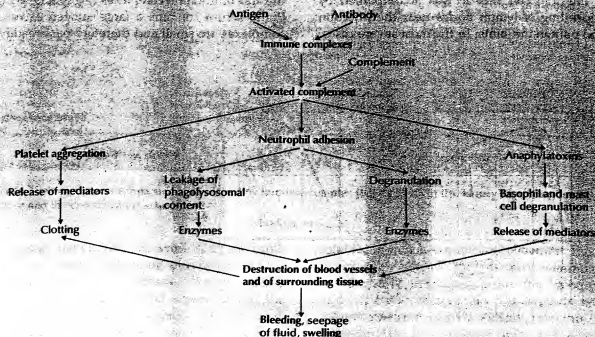 Antigen
Antibody
Immune complexes
Complement
Activated complement
Neutrophil adhesion
Platelet aggregation
Anaphylatoxins
Release of mediators
Leakage of
phagolysosomal
content
Degranulation
Basophil and mast
cell degranulation
Clotting
Enzymes
Enzymes
Release of mediators
Destruction of blood vessels
and of surrounding tissue
Bleeding, seepage
of fluid, swelling